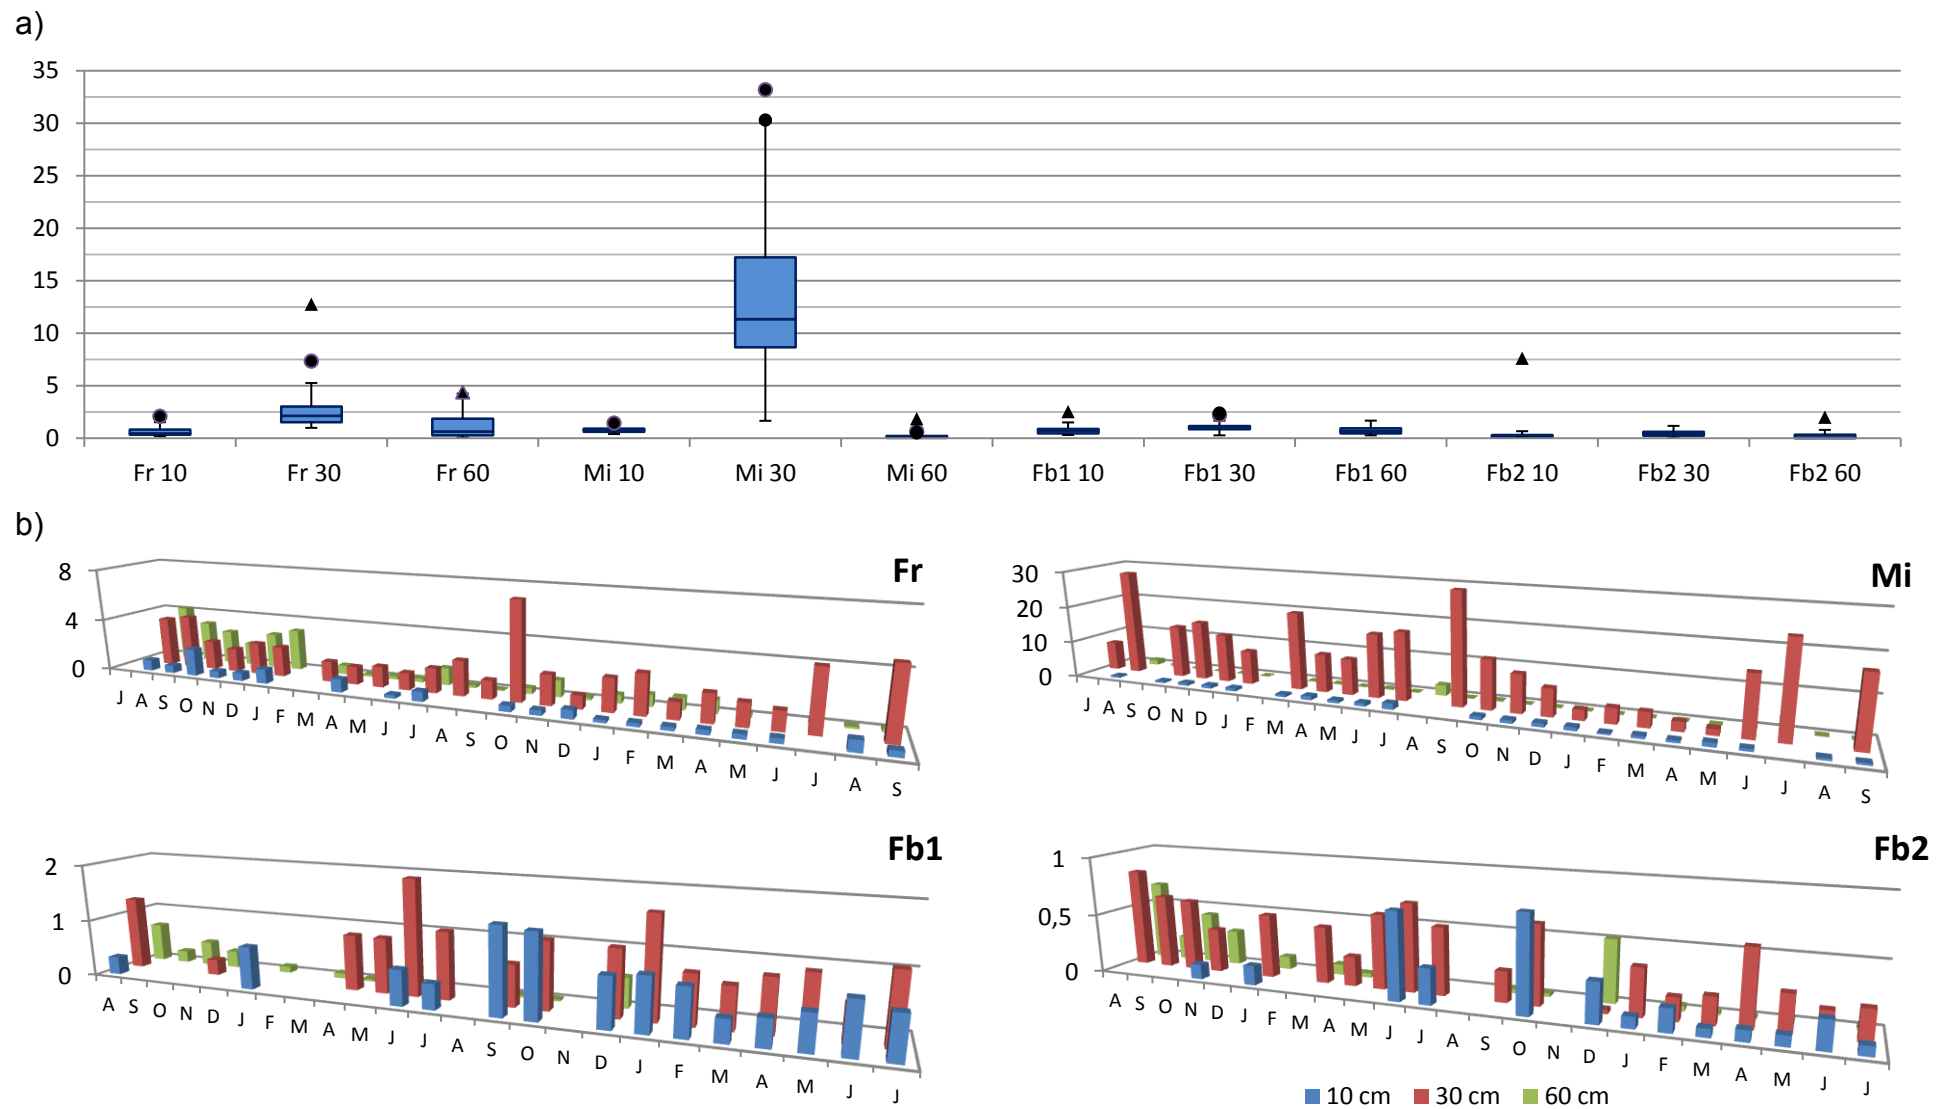 a)
35
30
25
20
15
10
5
0
Fr 10 Fr 30 Fr 60 Mi 10 Mi 30 Mi 60 Fb1 10 Fb1 30 Fb1 60 Fb2 10 Fb2 30 Fb2 60
b)
Fr
8
4
0
J A S O N D J F M A M J J A S O N D J F M A M J J A S
Mi
30
20
10
0
J A S O N D J F M A M J J A S O N D J F M A M J J A S
Fb1
2
1
0
A S O N D J F M A M J J A S O N D J F M A M J J
Fb2
1
0,5
0
A S O N D J F M A M J J A S O N D J F M A M J J
10 cm 30 cm 60 cm